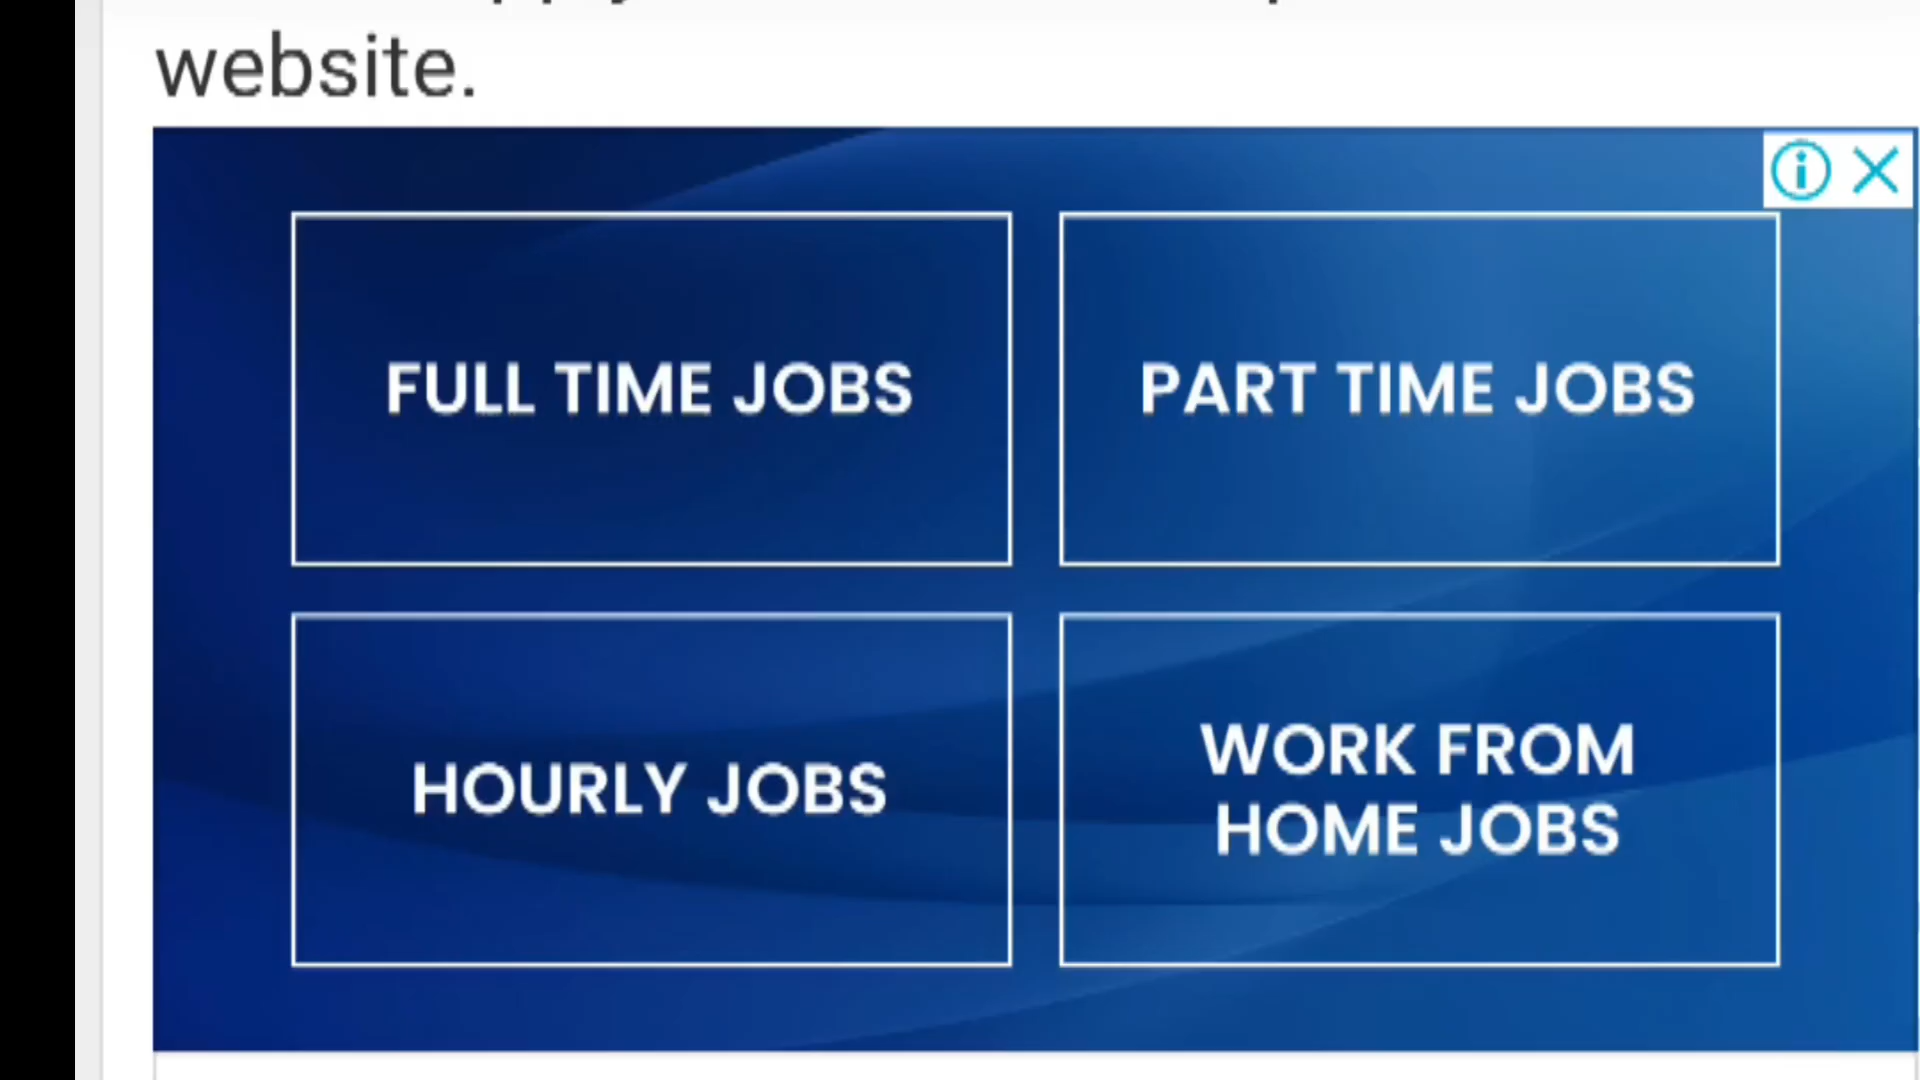 website.
FULL TIME JOBS
PART TIME JOBS
HOURLY JOBS
WORK FROM
HOME JOBS